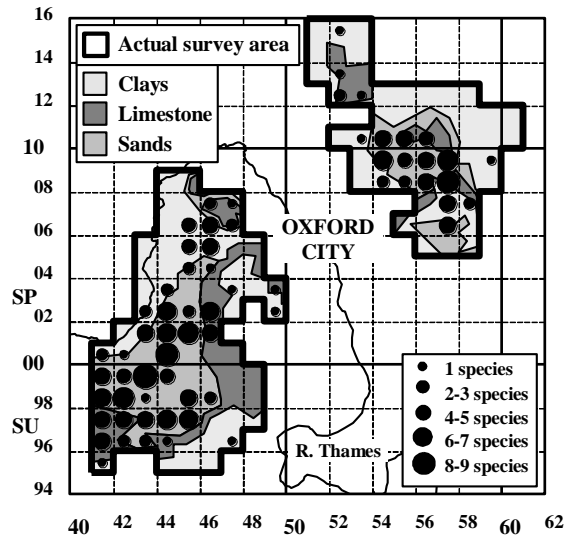 16
Actual survey area
14
Clays
12
Limestone
Sands
10
08
OXFORD
CITY
06
04
SP
02
00
1 species
2-3 species
98
4-5 species
SU
6-7 species
96
R. Thames
8-9 species
94
40 42 44 46 48 50 52 54 56 58 60 62